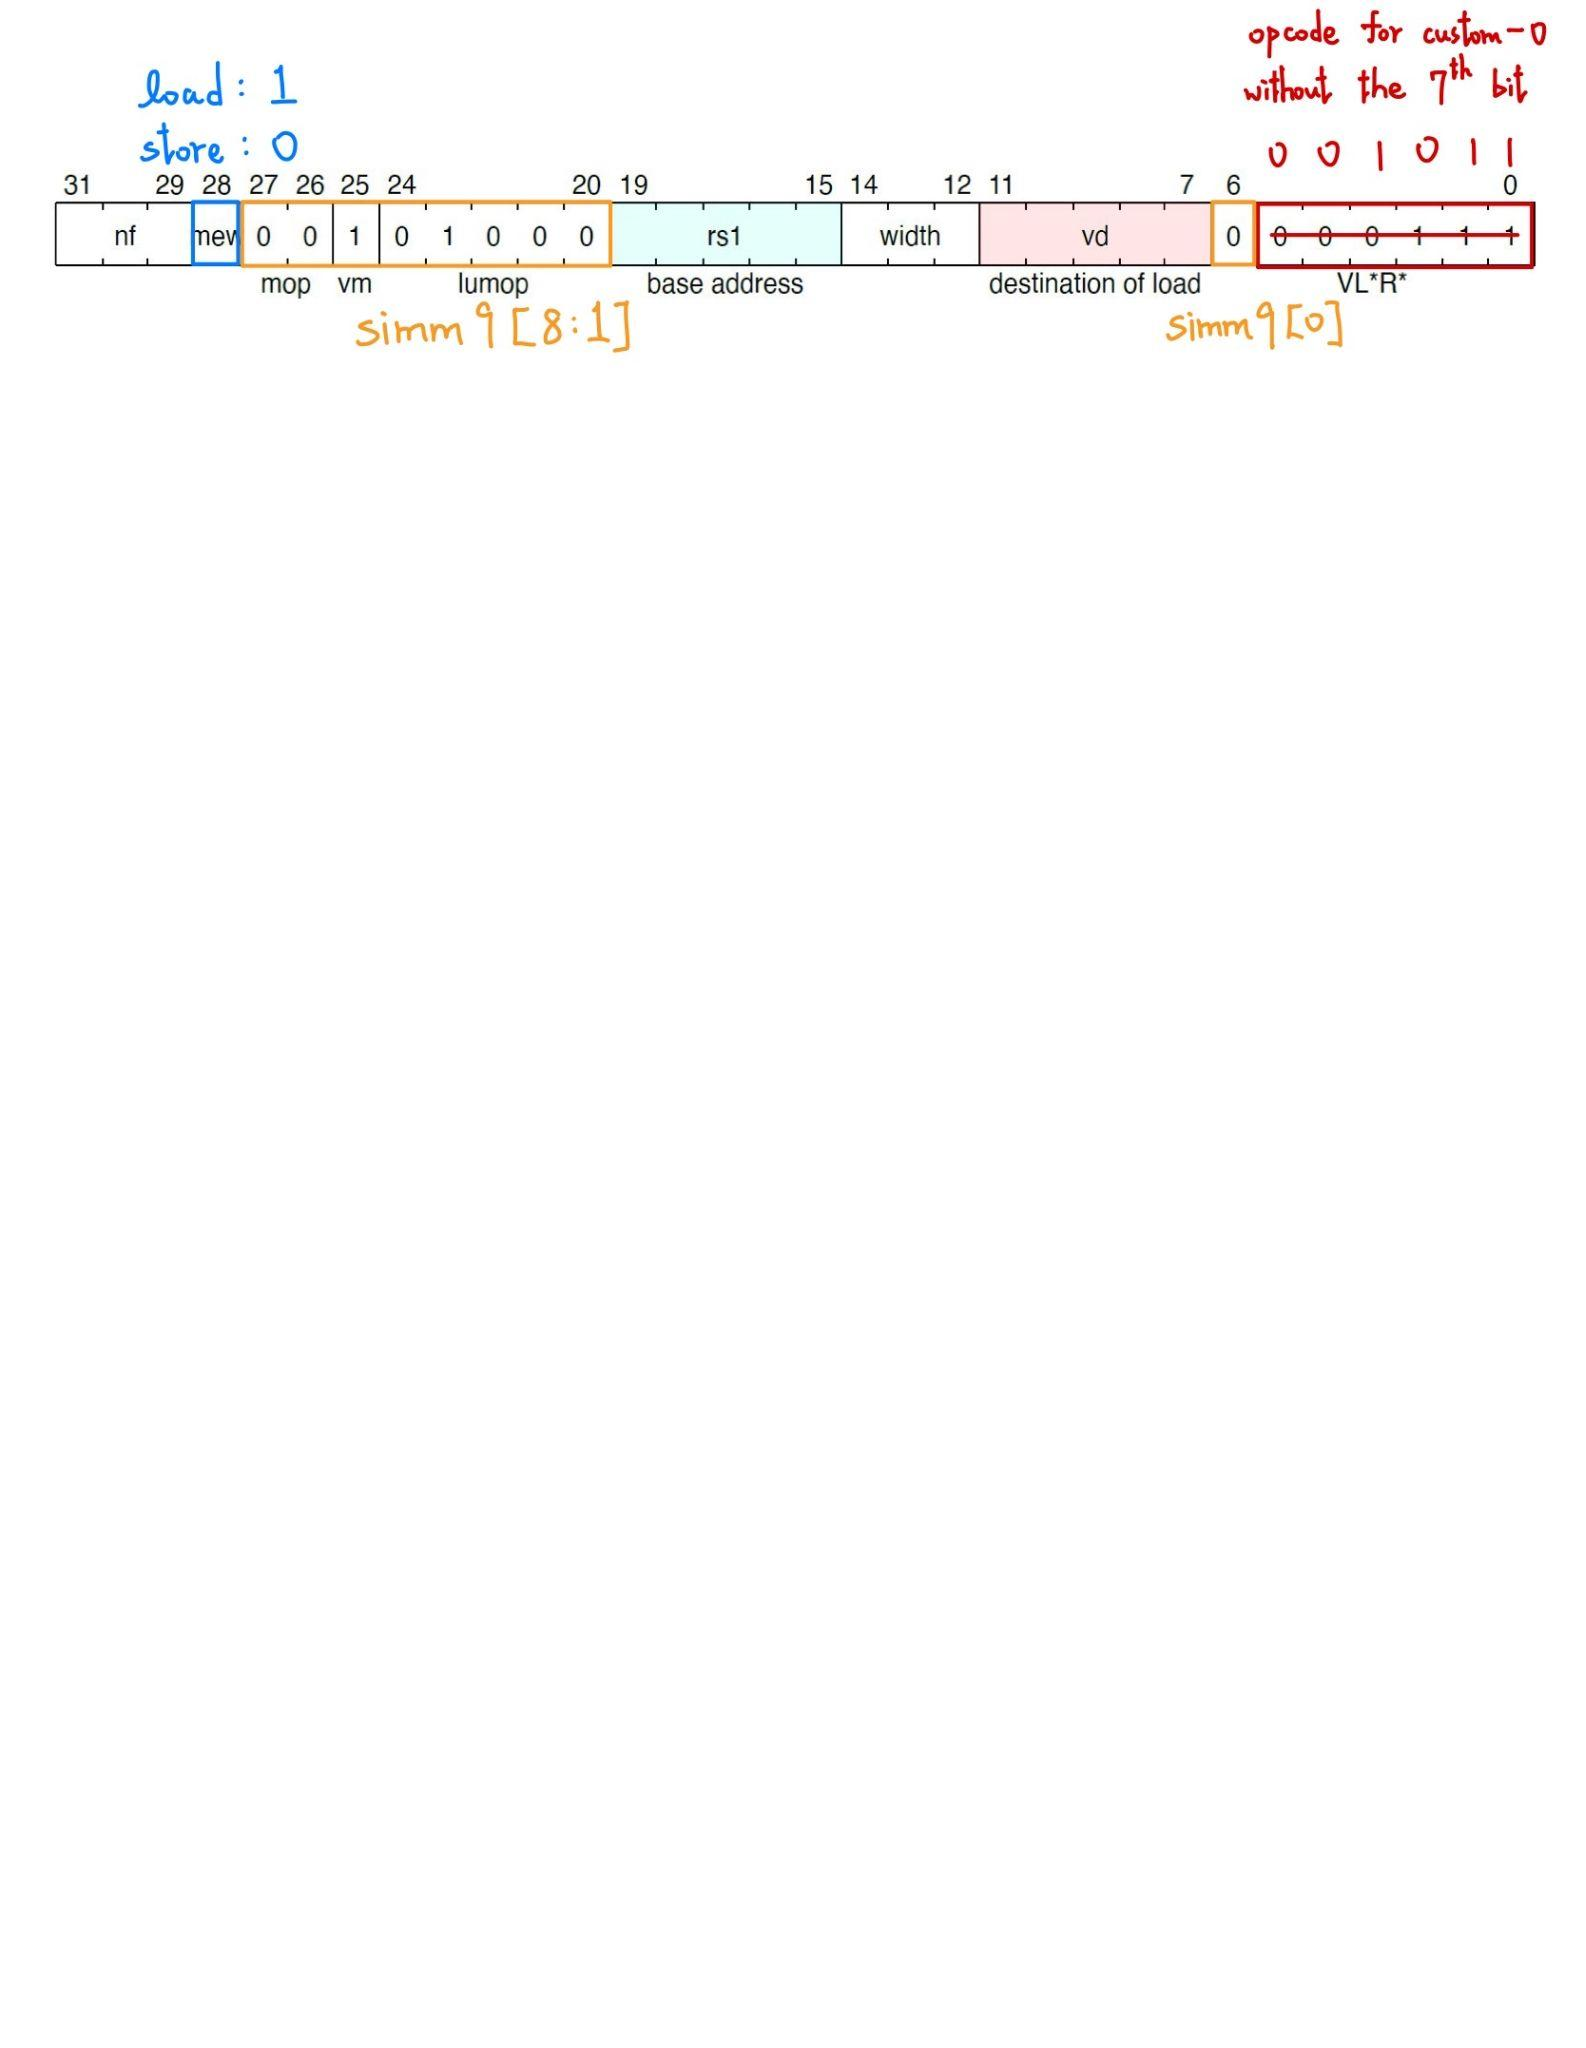 opcode for custom-0
without the 7th bit
load: 1
store: 0
0 0 1 0 1 1
31 29 28 27 26 25 24 20 19 15 14 12 11 7 6 0
nf mew 0 0 1 0 1 0 0 0 rs1 width vd 0 0 0 0 1 1 1
mop vm lumop base address destination of load VL*R*
simm9[8:1] simm9[0]